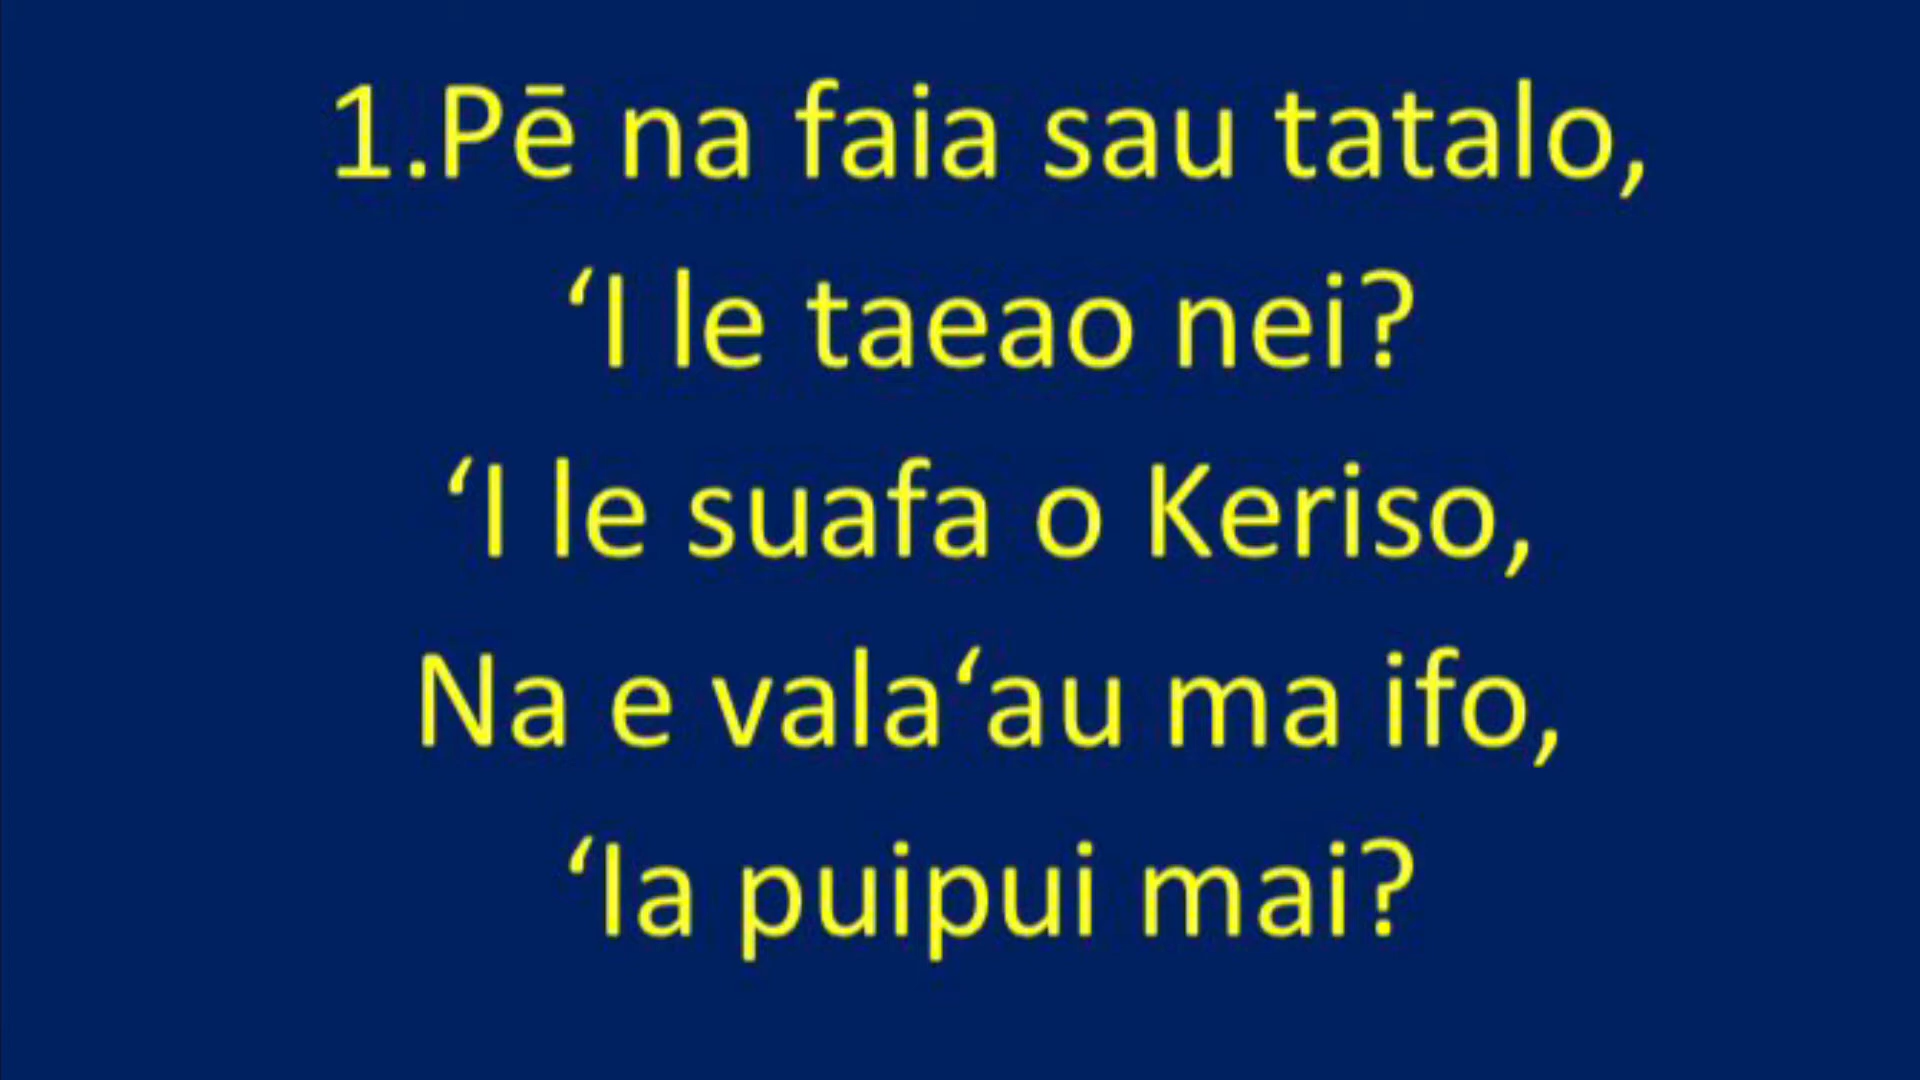 1.Pē na faia sau tatalo,
‘I le taeao nei?
‘I le suafa o Keriso,
Na e vala‘au ma ifo,
‘Ia puipui mai?